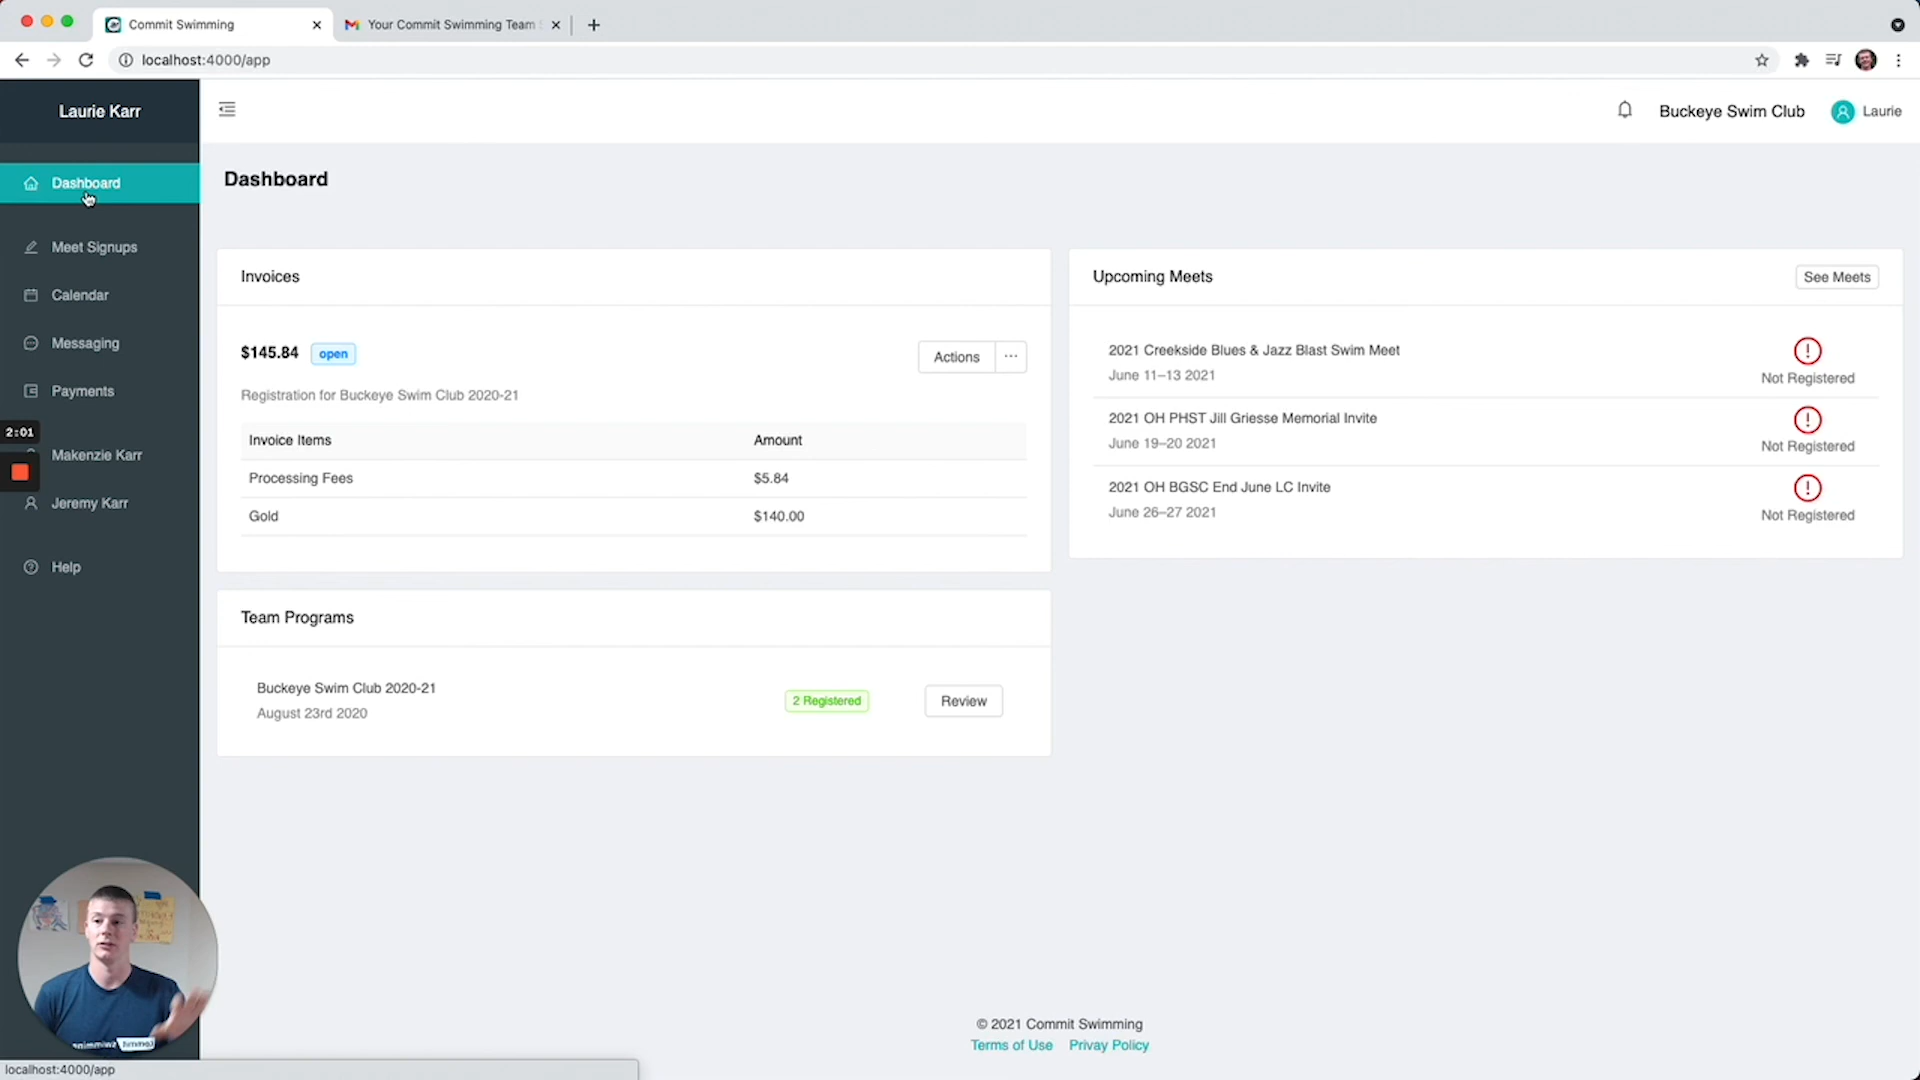 Commit Swimming
Your Commit Swimming Team
localhost:4000/app
Laurie Karr
Buckeye Swim Club
Laurie
Dashboard
Meet Signups
Calendar
Messaging
Payments
2:01
Makenzie Karr
Jeremy Karr
Help
Dashboard
Invoices
$145.84
open
Actions
Registration for Buckeye Swim Club 2020-21
Invoice Items Amount
Processing Fees $5.84
Gold $140.00
Team Programs
Buckeye Swim Club 2020-21
August 23rd 2020
2 Registered
Review
Upcoming Meets
See Meets
2021 Creekside Blues & Jazz Blast Swim Meet
June 11–13 2021
Not Registered
2021 OH PHST Jill Griesse Memorial Invite
June 19–20 2021
Not Registered
2021 OH BGSC End June LC Invite
June 26–27 2021
Not Registered
© 2021 Commit Swimming
Terms of Use Privay Policy
localhost:4000/app